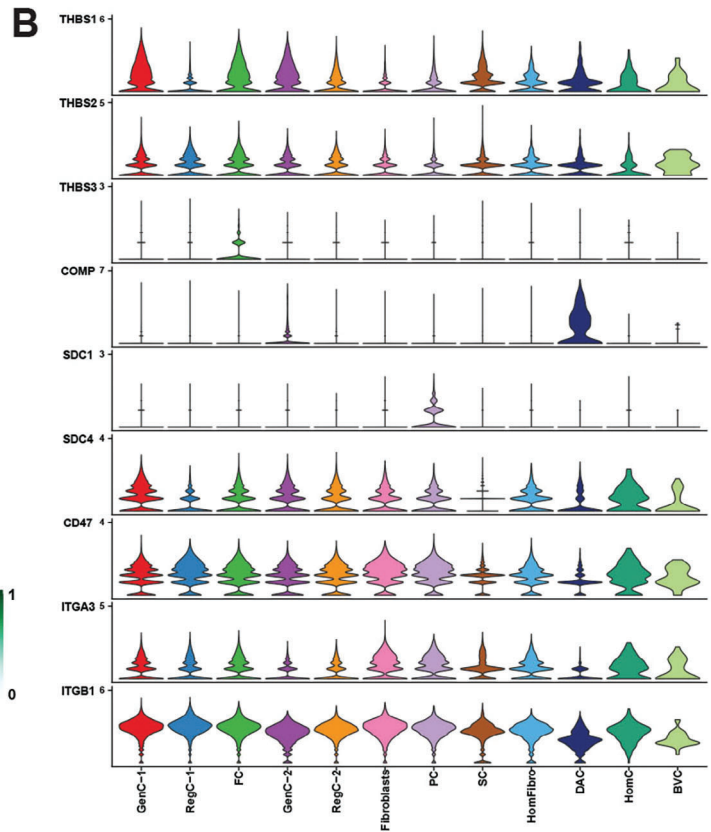 B
THBS1 6
THBS2 5
THBS3 3
COMP 7
SDC1 3
SDC4 4
CD47 4
1
ITGA3 5
0
ITGB1 6
GenC-1
RegC-1
FC
GenC-2
RegC-2
Fibroblasts
PC
SC
HomFibro
DAC
HomC
BVC